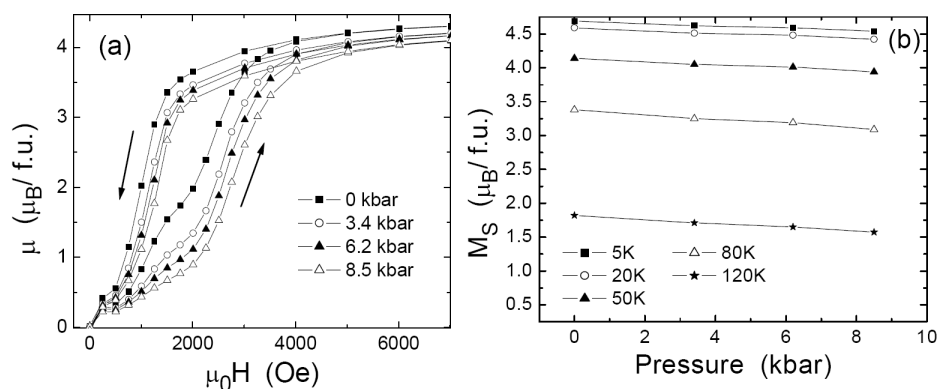 (a)
4
3
2
1
0
μ (μB/ f.u.)
0 kbar
3.4 kbar
6.2 kbar
8.5 kbar
0 2000 4000 6000
μ0H (Oe)
(b)
4.5
4.0
3.5
3.0
2.5
2.0
1.5
1.0
0.5
MS (μB/ f.u.)
5K 80K
20K 120K
50K
0 2 4 6 8 10
Pressure (kbar)